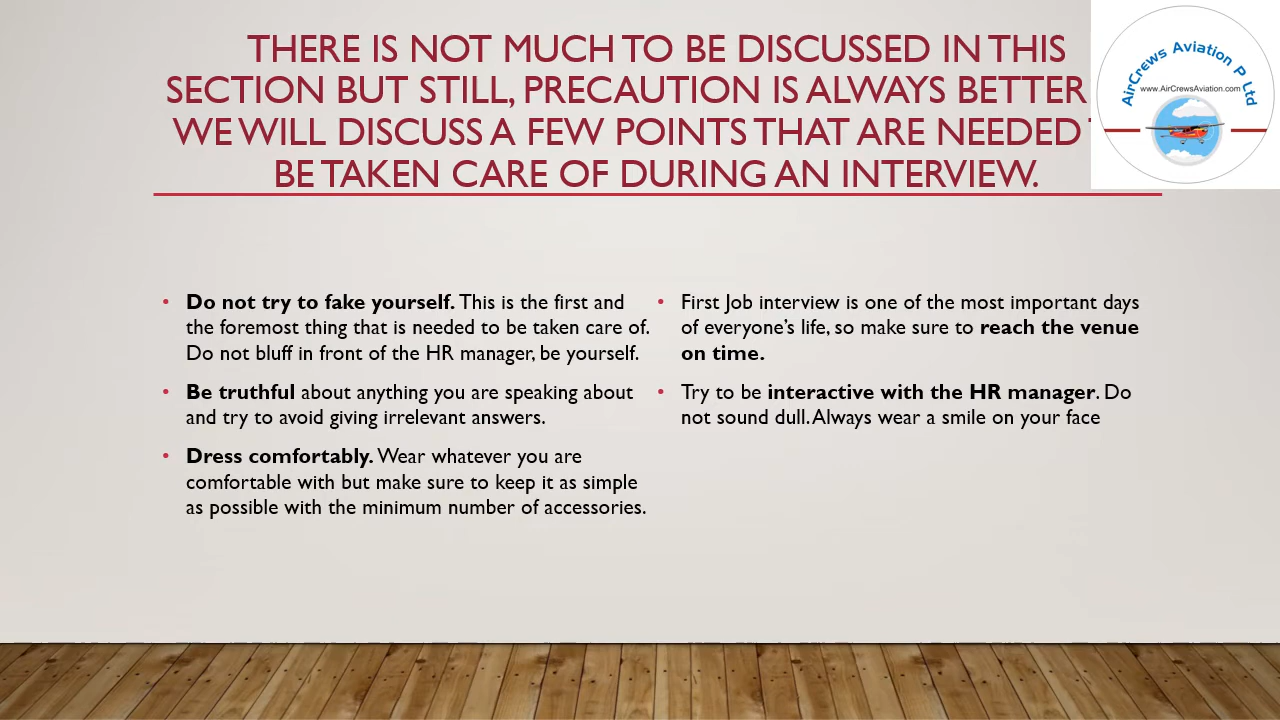 THERE IS NOT MUCH TO BE DISCUSSED IN THIS
SECTION BUT STILL, PRECAUTION IS ALWAYS BETTER
WE WILL DISCUSS A FEW POINTS THAT ARE NEEDED
BE TAKEN CARE OF DURING AN INTERVIEW.
AirCrews Aviation P Ltd
www.AirCrewsAviation.com
• Do not try to fake yourself. This is the first and
the foremost thing that is needed to be taken care of.
Do not bluff in front of the HR manager, be yourself.
• Be truthful about anything you are speaking about
and try to avoid giving irrelevant answers.
• Dress comfortably. Wear whatever you are
comfortable with but make sure to keep it as simple
as possible with the minimum number of accessories.
• First Job interview is one of the most important days
of everyone’s life, so make sure to reach the venue
on time.
• Try to be interactive with the HR manager. Do
not sound dull. Always wear a smile on your face